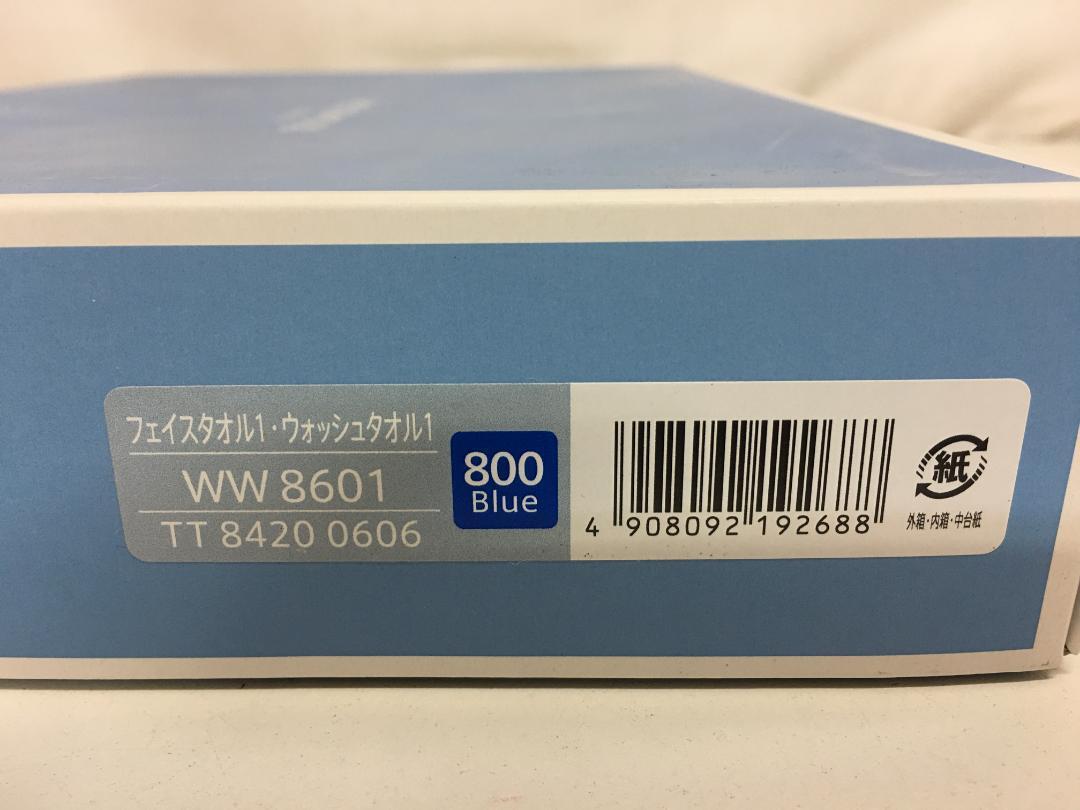 フェイスタオル1・ウォッシュタオル1
WW 8601
TT 8420 0606
800
Blue
4 908092 192688
紙
外箱・内箱・中台紙